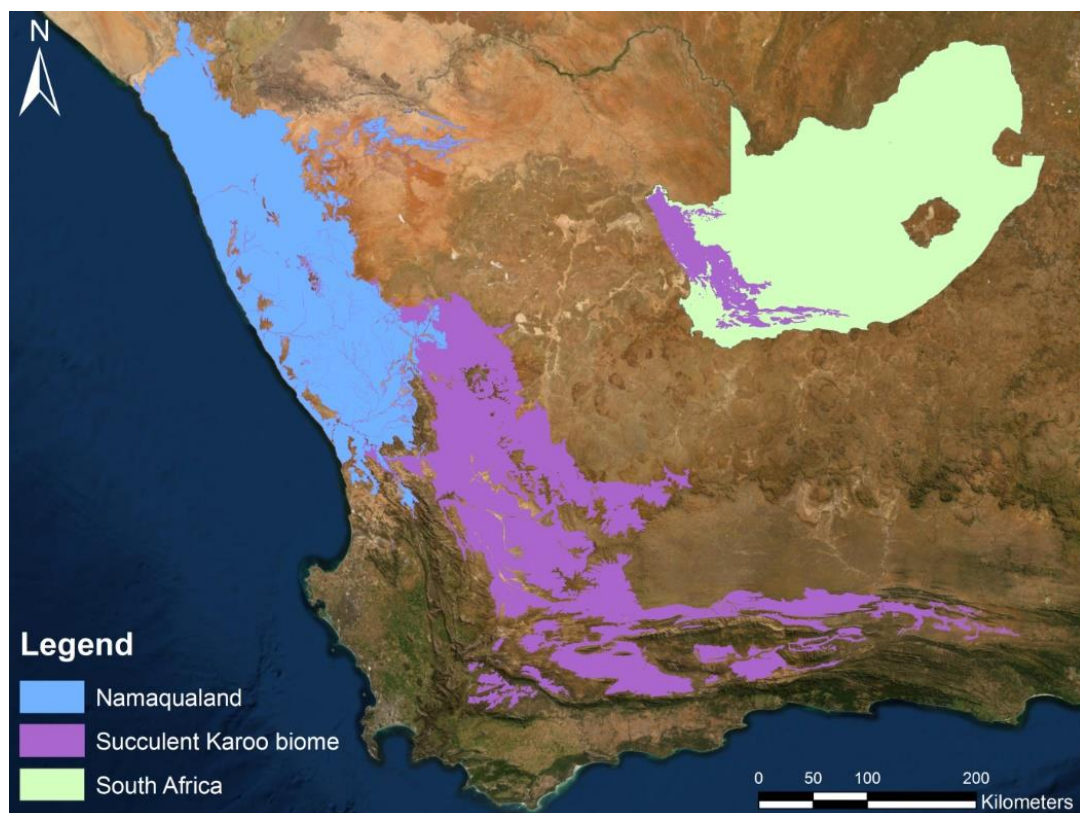 N
Legend
Namaqualand
Succulent Karoo biome
South Africa
0 50 100 200
Kilometers